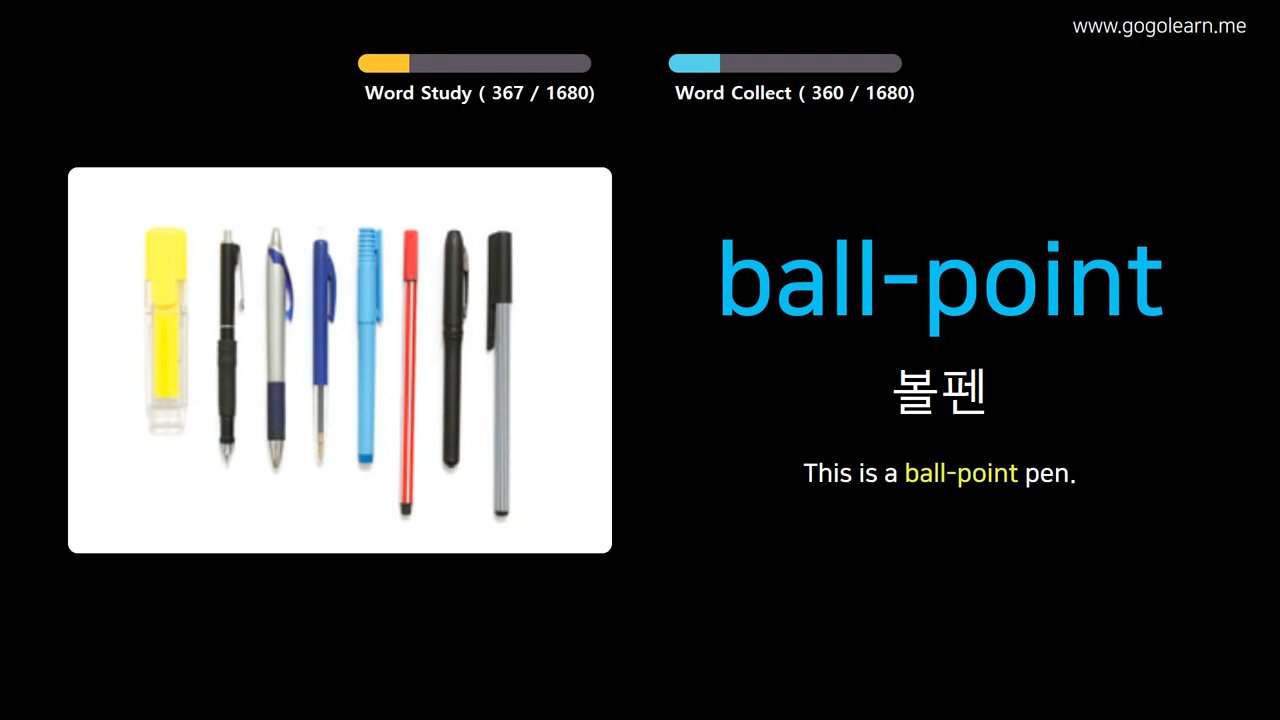 www.gogolearn.me
Word Study ( 367 / 1680)
Word Collect ( 360 / 1680)
ball-point
볼펜
This is a ball-point pen.